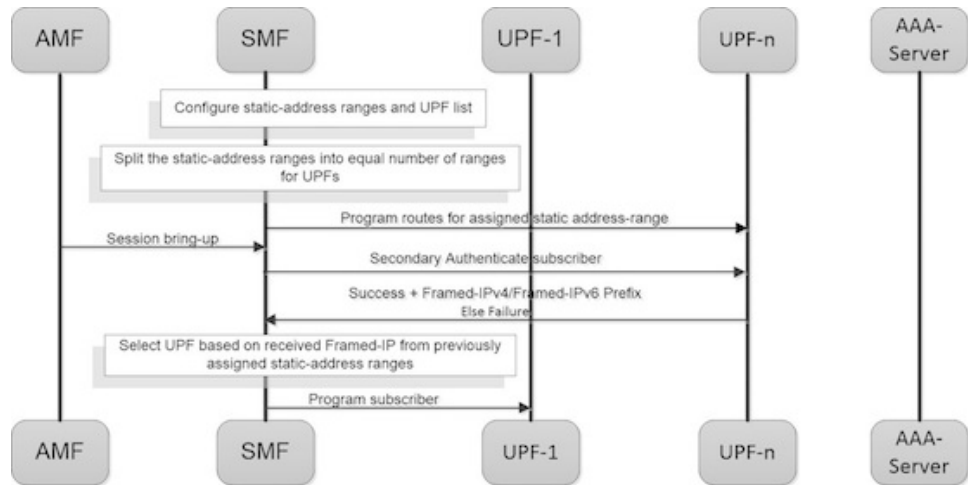 AMF
SMF
UPF-1
UPF-n
AAA-
Server
Configure static-address ranges and UPF list
Split the static-address ranges into equal number of ranges
for UPFs
Program routes for assigned static address-range
Session bring-up
Secondary Authenticate subscriber
Success + Framed-IPv4/Framed-IPv6 Prefix
Else Failure
Select UPF based on received Framed-IP from previously
assigned static-address ranges
Program subscriber
AMF
SMF
UPF-1
UPF-n
AAA-
Server